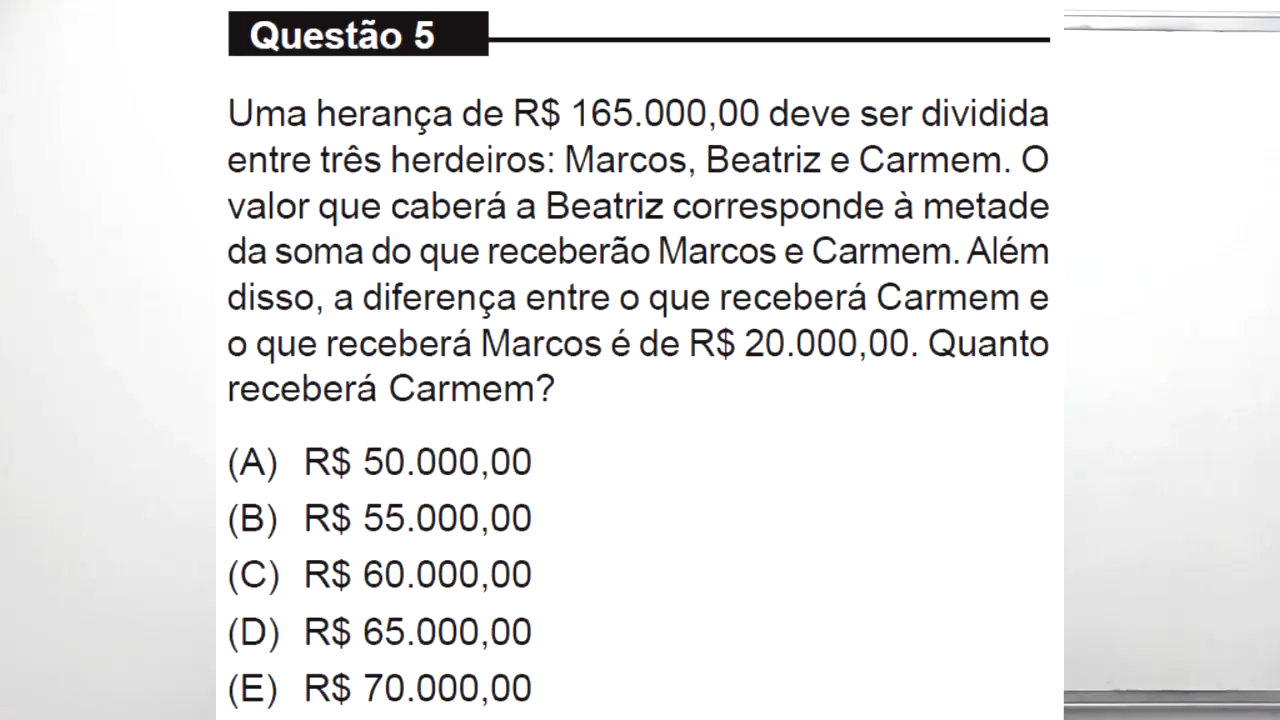 Questão 5
Uma herança de R$ 165.000,00 deve ser dividida
entre três herdeiros: Marcos, Beatriz e Carmem. O
valor que caberá a Beatriz corresponde à metade
da soma do que receberão Marcos e Carmem. Além
disso, a diferença entre o que receberá Carmem e
o que receberá Marcos é de R$ 20.000,00. Quanto
receberá Carmem?
(A) R$ 50.000,00
(B) R$ 55.000,00
(C) R$ 60.000,00
(D) R$ 65.000,00
(E) R$ 70.000,00